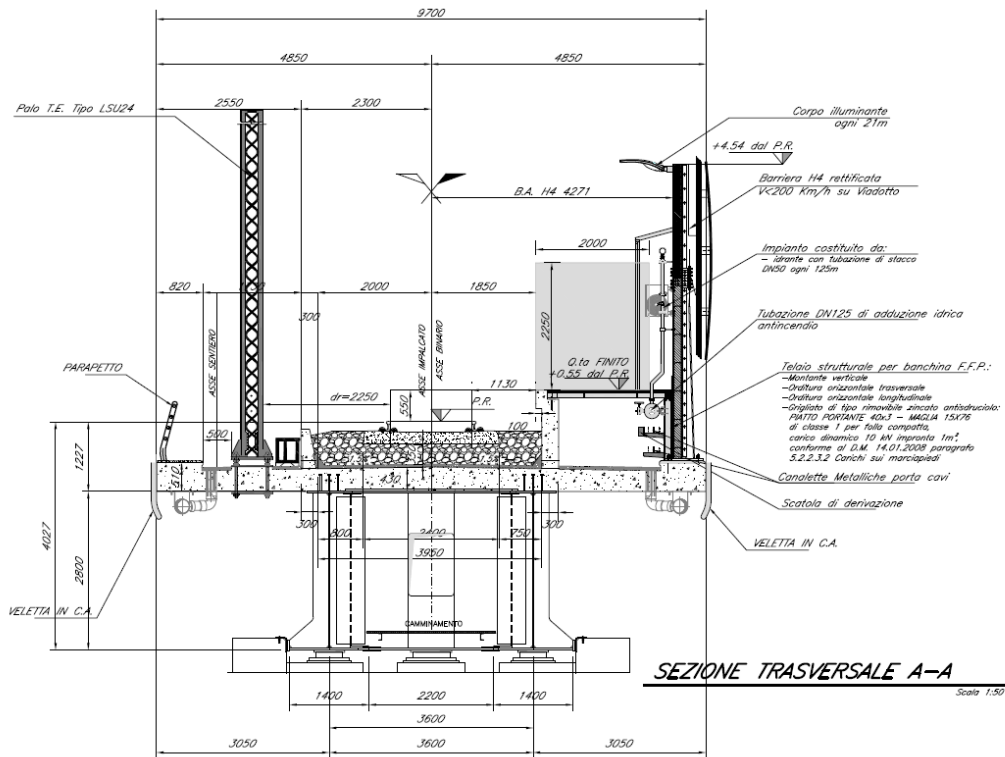 9700
4850
4850
2550
2300
Palo T.E. Tipo LSU24
Corpo illuminante
ogni 21m
+4.54 dal P.R.
Barriera H4 rettificata
V<200 Km/h su Viadotto
B.A. H4 4271
2000
Impianto costituito da:
- idrante con tubazione di stacco
DN50 ogni 125m
820
2000
1850
300
ASSE SENTIERO
ASSE IMPALCATO
ASSE BINARIO
2250
Tubazione DN125 di adduzione idrica
antincendio
Q.ta FINITO
+0.55 dal P.R.
PARAPETTO
dr=2250
550
1130
P.R.
100
Telaio strutturale per banchina F.F.P.:
-Montante verticale
-Orditura orizzontale trasversale
-Orditura orizzontale longitudinale
-Grigliato di tipo rimovibile zincato antisdruciolo:
PIATTO PORTANTE 40x3 - MAGLIA 15X76
di classe 1 per folla compatta,
carico dinamico 10 kN impronta 1m²,
conforme al D.M. 14.01.2008 paragrafo
5.2.2.3.2 Carichi sui marciapiedi
500
1227
510
430
Canalette Metalliche porta cavi
Scatola di derivazione
300
800
2400
750
300
3950
4027
2800
VELETTA IN C.A.
VELETTA IN C.A.
CAMMINAMENTO
SEZIONE TRASVERSALE A-A
Scala 1:50
1400
2200
1400
3600
3050
3600
3050